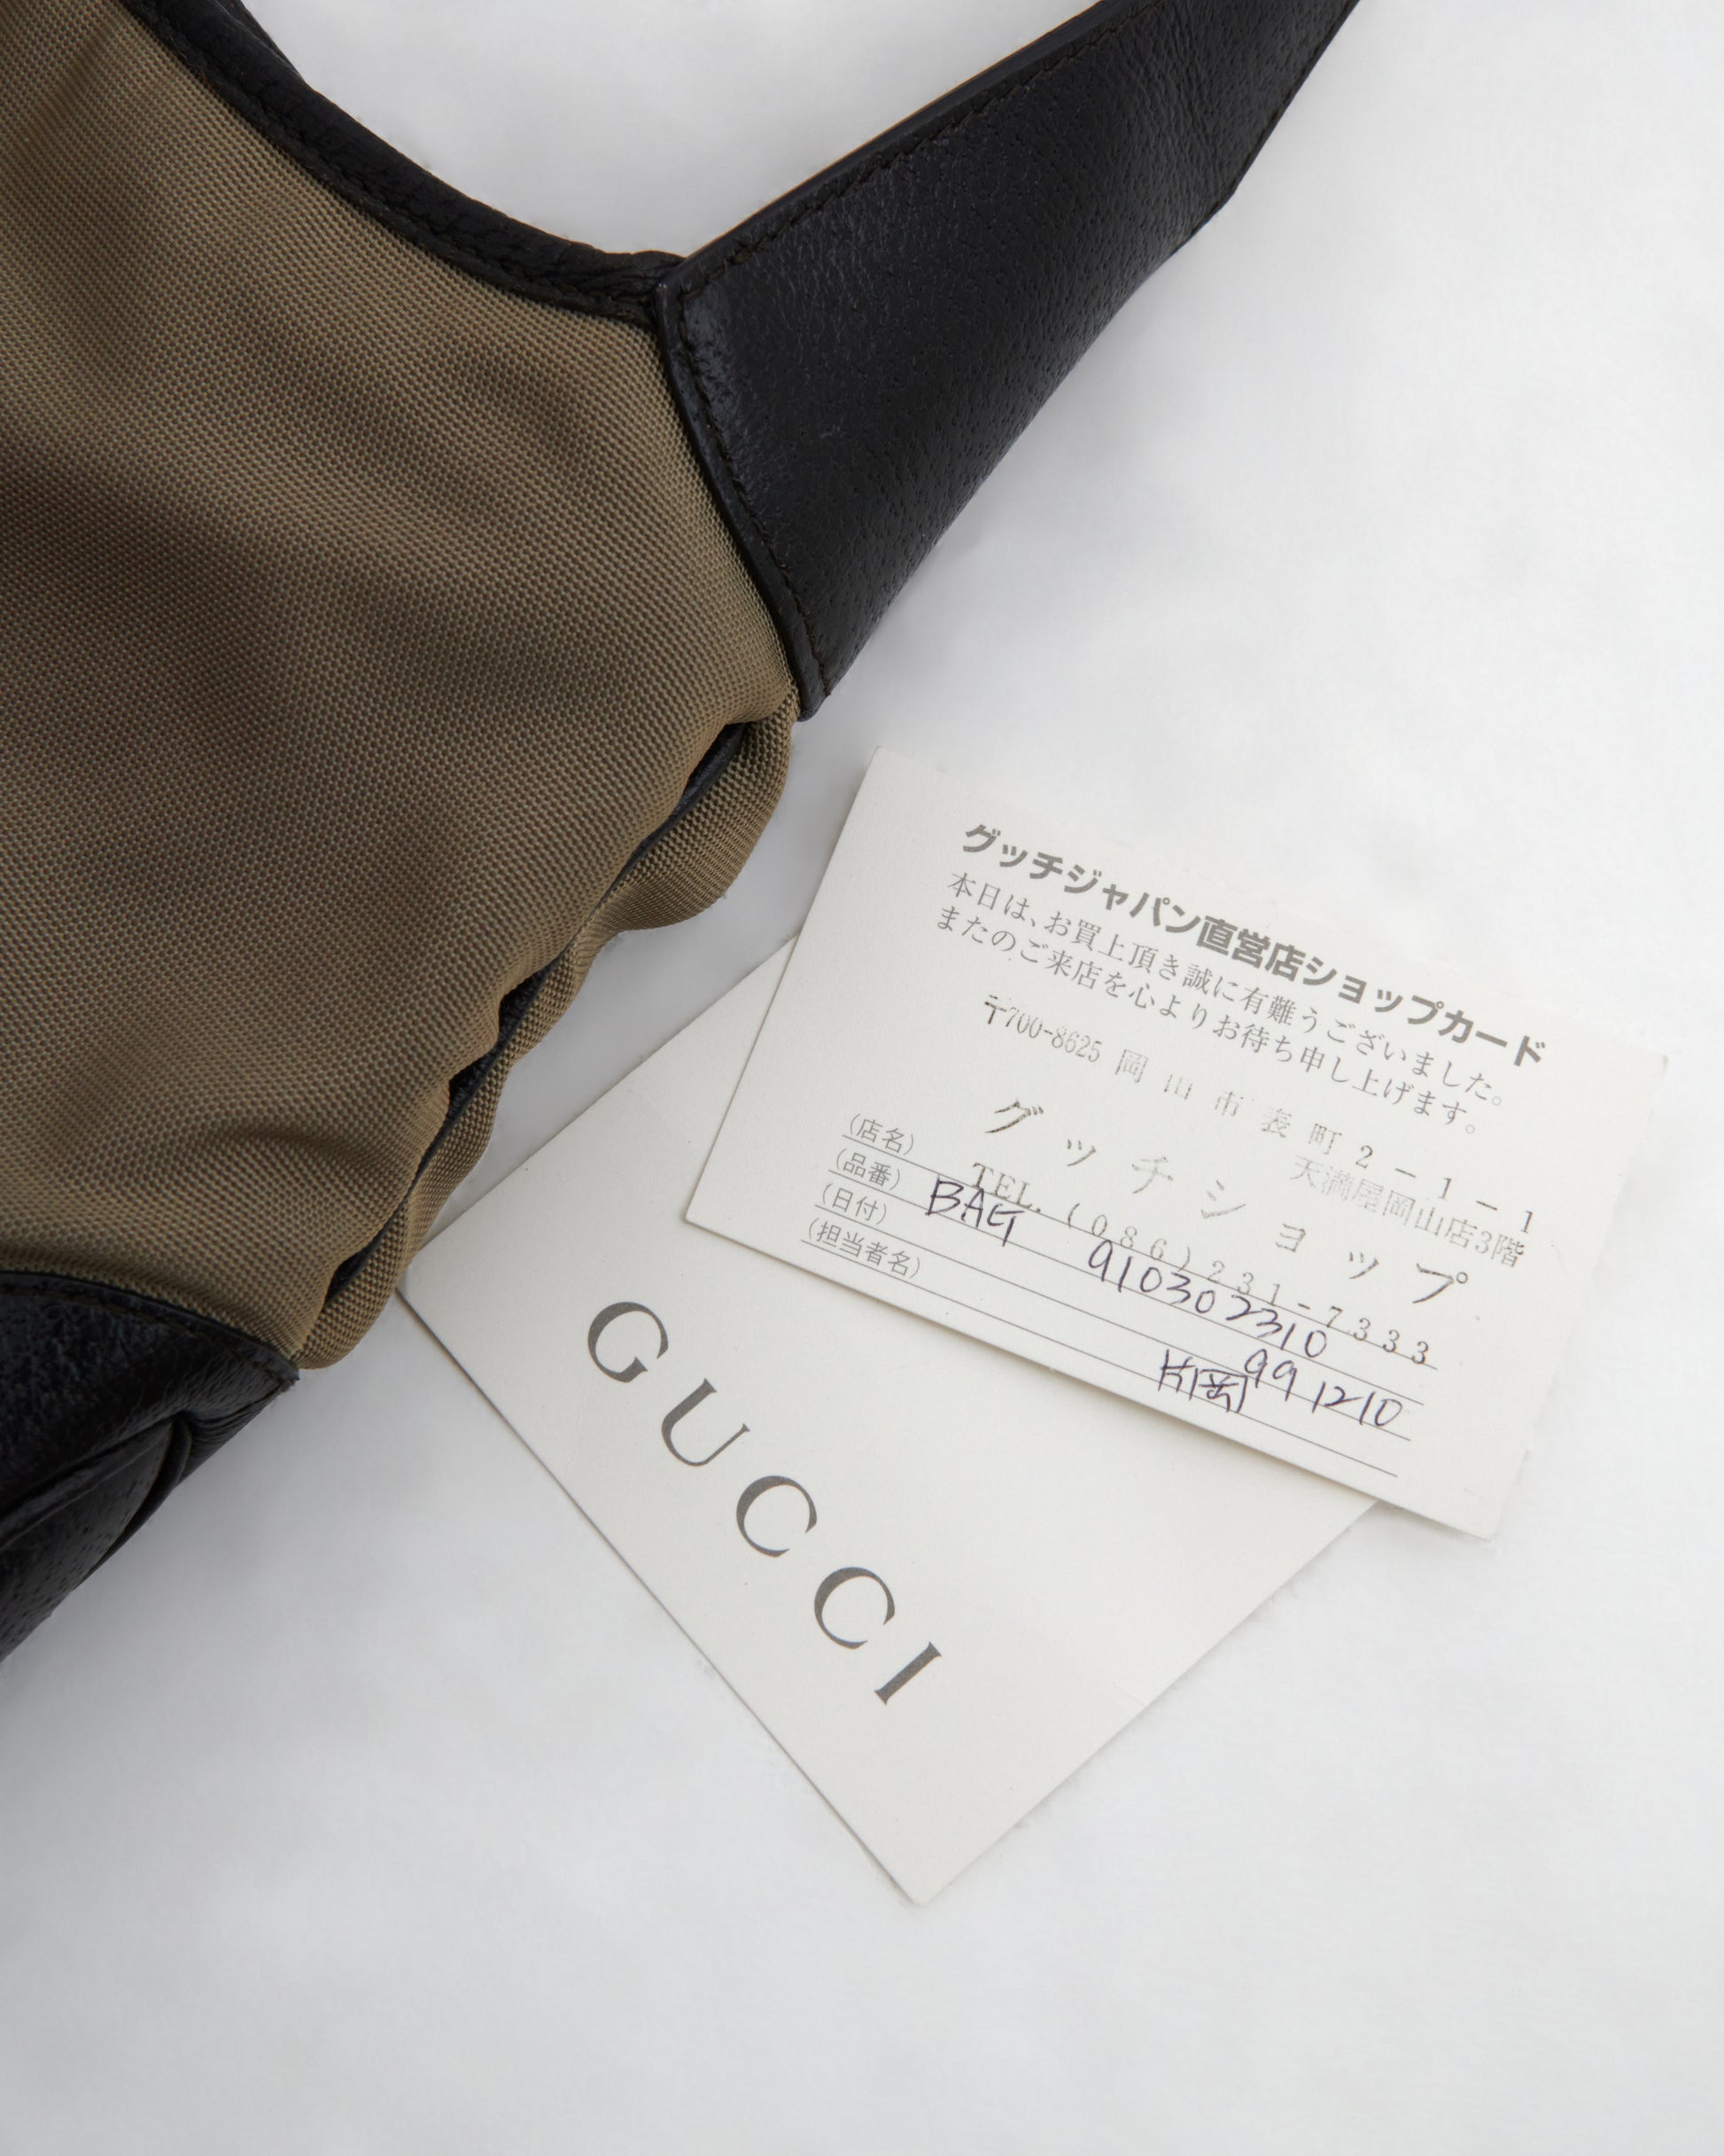 グッチジャパン直営店ショップカード
本日は、お買上頂き誠に有難うございました。
またのご来店を心よりお待ち申し上げます。
〒700-8625 岡山市表町2-1-1
天満屋岡山店3階
(店名) グッチショップ
TEL.(086)231-7333
(品番) BAG 910302310
(日付) 991210
(担当者名) 片岡
GUCCI